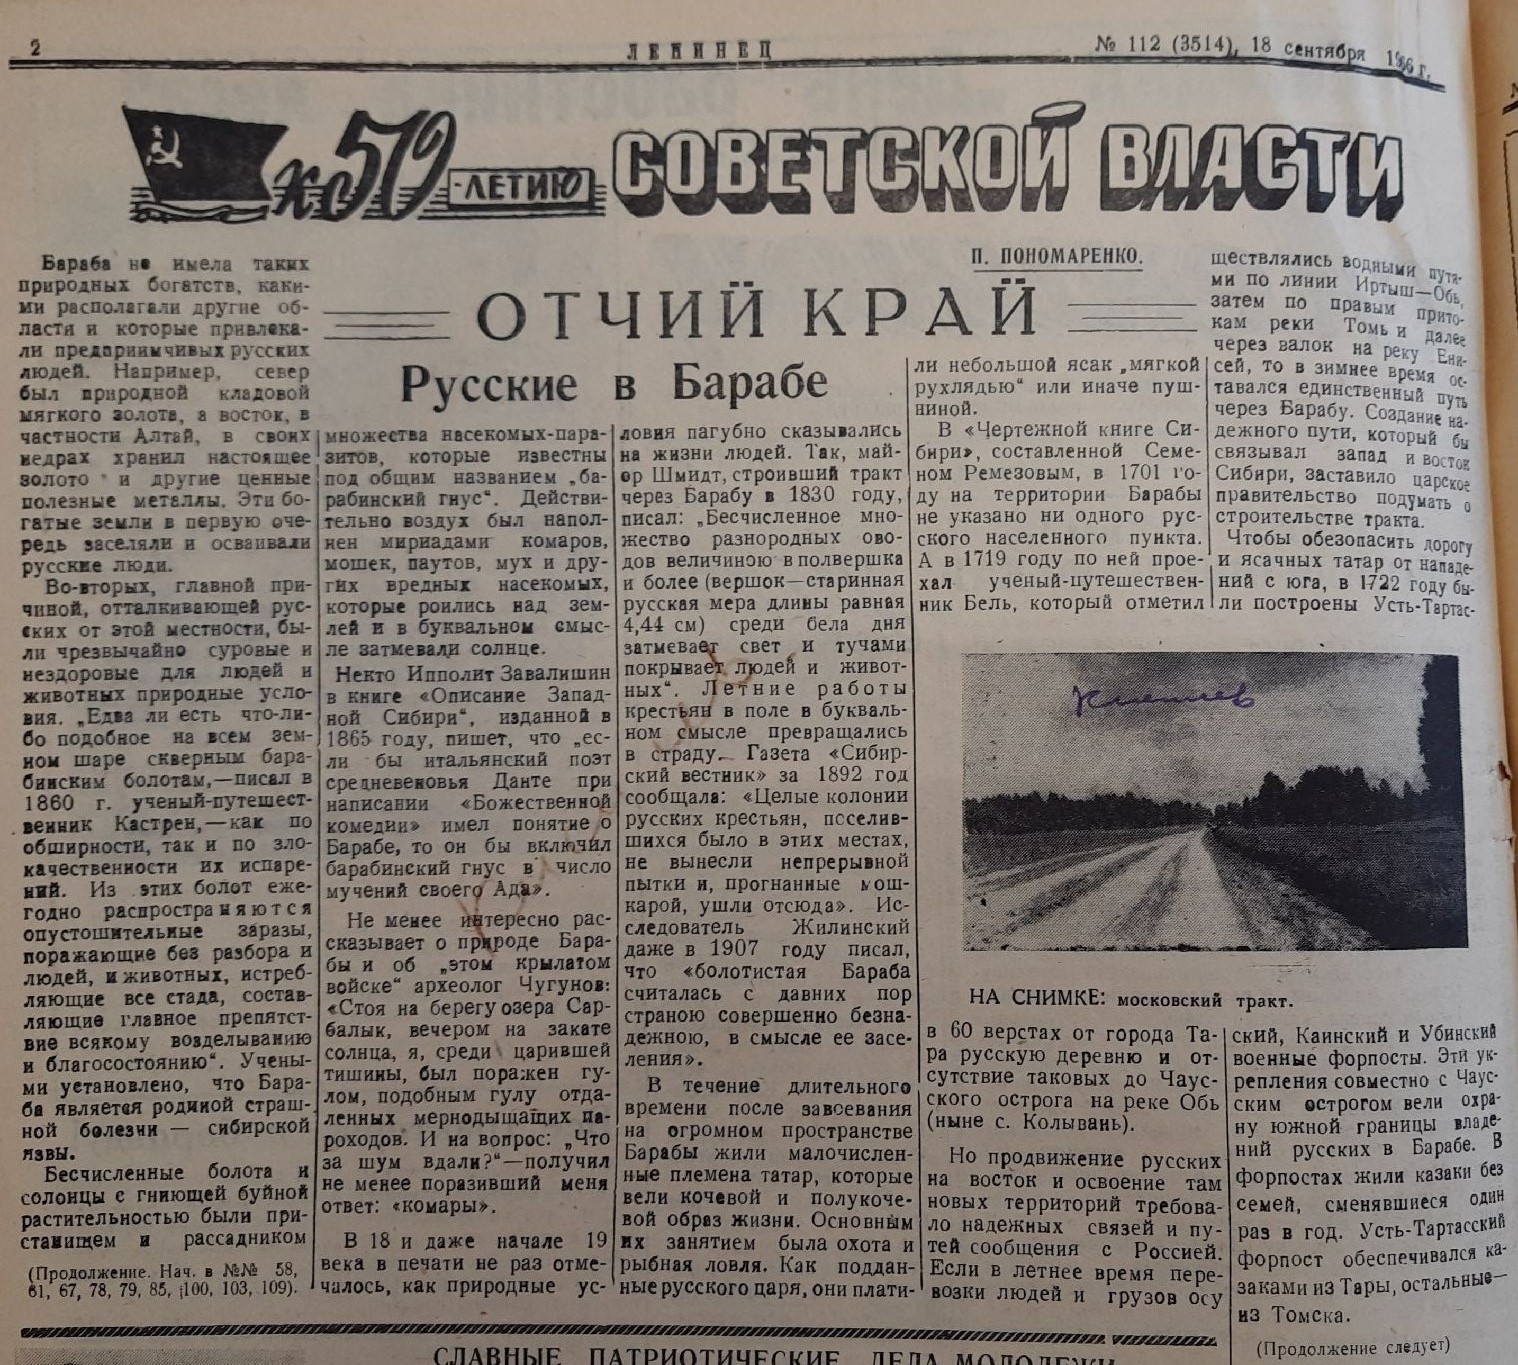 2
ЛЕНИНЕЦ
№ 112 (3514), 18 сентября 1966 г.
к 50-ЛЕТИЮ СОВЕТСКОЙ ВЛАСТИ
П. ПОНОМАРЕНКО.
ОТЧИЙ КРАЙ
Русские в Барабе
Бараба не имела таких
природных богатств, каки-
ми располагали другие об-
ласти и которые привлека-
ли предприимчивых русских
людей. Например, север
был природной кладовой
мягкого золота, а восток, в
частности Алтай, в своих
недрах хранил настоящее
золото и другие ценные
полезные металлы. Эти бо-
гатые земли в первую оче-
редь заселяли и осваивали
русские люди.
Во-вторых, главной при-
чиной, отталкивающей рус-
ских от этой местности, бы-
ли чрезвычайно суровые и
нездоровые для людей и
животных природные усло-
вия. „Едва ли есть что-ли-
бо подобное на всем зем-
ном шаре скверным бара-
бинским болотам,—писал в
1860 г. ученый-путешест-
венник Кастрен,—как по
обширности, так и по зло-
качественности их испаре-
ний. Из этих болот еже-
годно распространяются
опустошительные заразы,
поражающие без разбора и
людей, и животных, истреб-
ляющие все стада, состав-
ляющие главное препятст-
вие всякому возделыванию
и благосостоянию“. Учены-
ми установлено, что Бара-
ба является родиной страш-
ной болезни — сибирской
язвы.
Бесчисленные болота и
солонцы с гниющей буйной
растительностью были при-
станищем и рассадником
(Продолжение. Нач. в №№ 58,
61, 67, 78, 79, 85, 100, 103, 109).
множества насекомых-пара-
зитов, которые известны
под общим названием „ба-
рабинский гнус“. Действи-
тельно воздух был напол-
нен мириадами комаров,
мошек, паутов, мух и дру-
гих вредных насекомых,
которые роились над зем-
лей и в буквальном смыс-
ле затмевали солнце.
Некто Ипполит Завалишин
в книге «Описание Запад-
ной Сибири“, изданной в
1865 году, пишет, что „ес-
ли бы итальянский поэт
средневековья Данте при
написании «Божественной
комедии» имел понятие о
Барабе, то он бы включил
барабинский гнус в число
мучений своего Ада».
Не менее интересно рас-
сказывает о природе Бара-
бы и об „этом крылатом
войске“ археолог Чугунов:
«Стоя на берегу озера Сар-
балык, вечером на закате
солнца, я, среди царившей
тишины, был поражен гу-
лом, подобным гулу отда-
ленных мернодыщащих па-
роходов. И на вопрос: „Что
за шум вдали?“—получил
не менее поразивший меня
ответ: «комары».
В 18 и даже начале 19
века в печати не раз отме-
чалось, как природные ус-
ловия пагубно сказывались
на жизни людей. Так, май-
ор Шмидт, строивший тракт
через Барабу в 1830 году,
писал: „Бесчисленное мно-
жество разнородных ово-
дов величиною в полвершка
и более (вершок—старинная
русская мера длины равная
4,44 см) среди бела дня
затмевает свет и тучами
покрывает людей и живот-
ных“. Летние работы
крестьян в поле в букваль-
ном смысле превращались
в страду. Газета «Сибир-
ский вестник» за 1892 год
сообщала: «Целые колонии
русских крестьян, поселив-
шихся было в этих местах,
не вынесли непрерывной
пытки и, прогнанные мош-
карой, ушли отсюда». Ис-
следователь Жилинский
даже в 1907 году писал,
что «болотистая Бараба
считалась с давних пор
страною совершенно безна-
дежною, в смысле ее засе-
ления».
В течение длительного
времени после завоевания
на огромном пространстве
Барабы жили малочислен-
ные племена татар, которые
вели кочевой и полукоче-
вой образ жизни. Основным
их занятием была охота и
рыбная ловля. Как поддан-
ные русского царя, они плати-
ли небольшой ясак „мягкой
рухлядью“ или иначе пуш-
ниной.
В «Чертежной книге Си-
бири», составленной Семе-
ном Ремезовым, в 1701 го-
ду на территории Барабы
не указано ни одного рус-
ского населенного пункта.
А в 1719 году по ней прое-
хал ученый-путешествен-
ник Бель, который отметил
в 60 верстах от города Та-
ра русскую деревню и от-
сутствие таковых до Чаус-
ского острога на реке Обь
(ныне с. Колывань).
Но продвижение русских
на восток и освоение там
новых территорий требова-
ло надежных связей и пу-
тей сообщения с Россией.
Если в летнее время пере-
возки людей и грузов осу
ществлялись водными путя-
ми по линии Иртыш—Обь,
затем по правым прито-
кам реки Томь и далее
через валок на реку Ени-
сей, то в зимнее время ос-
тавался единственный путь
через Барабу. Создание на-
дежного пути, который бы
связывал запад и восток
Сибири, заставило царское
правительство подумать о
строительстве тракта.
Чтобы обезопасить дорогу
и ясачных татар от нападе-
ний с юга, в 1722 году бы-
ли построены Усть-Тартас-
НА СНИМКЕ: московский тракт.
ский, Каинский и Убинский
военные форпосты. Эти ук-
репления совместно с Чаус-
ским острогом вели охра-
ну южной границы владе-
ний русских в Барабе. В
форпостах жили казаки без
семей, сменявшиеся один
раз в год. Усть-Тартасский
форпост обеспечивался ка-
заками из Тары, остальные—
из Томска.
(Продолжение следует)
СЛАВНЫЕ ПАТРИОТИЧЕСКИЕ ДЕЛА МОЛОДЕЖИ